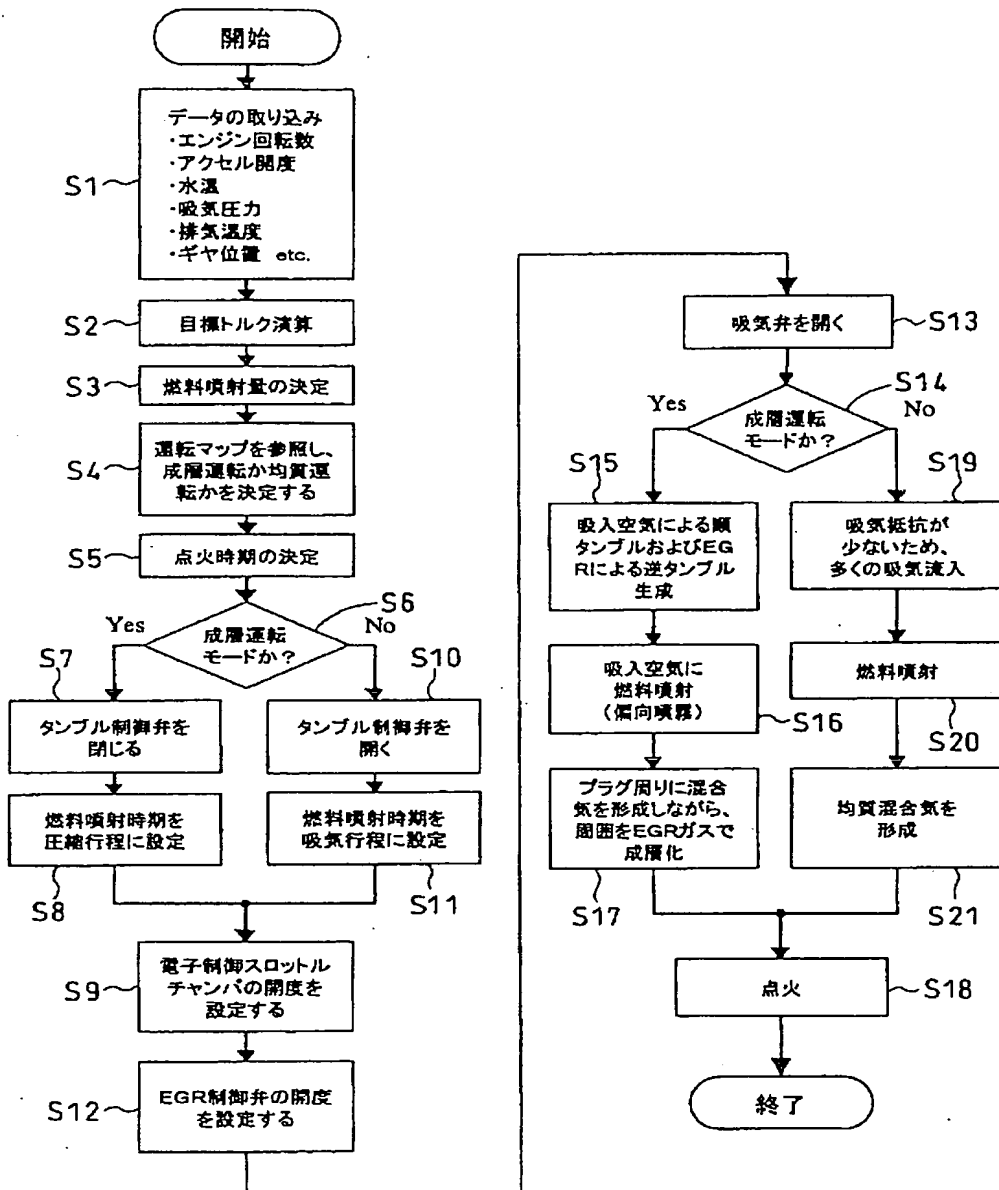 開始
データの取り込み
・エンジン回転数
・アクセル開度
・水温
・吸気圧力
・排気温度
・ギヤ位置 etc.
S1
S2
目標トルク演算
S3
燃料噴射量の決定
S4
運転マップを参照し、
成層運転か均質運
転かを決定する
S5
点火時期の決定
S6
Yes
成層運転
モードか?
No
S7
タンブル制御弁を
閉じる
S10
タンブル制御弁を
開く
燃料噴射時期を
圧縮行程に設定
S8
燃料噴射時期を
吸気行程に設定
S11
S9
電子制御スロットル
チャンバの開度を
設定する
S12
EGR制御弁の開度
を設定する
吸気弁を開く
S13
S14
Yes
成層運転
モードか?
No
S15
吸入空気による順
タンブルおよびEG
Rによる逆タンブル
生成
S19
吸気抵抗が
少ないため、
多くの吸気流入
吸入空気に
燃料噴射
(偏向噴霧)
S16
燃料噴射
S20
プラグ周りに混合
気を形成しながら、
周囲をEGRガスで
成層化
S17
均質混合気を
形成
S21
点火
S18
終了